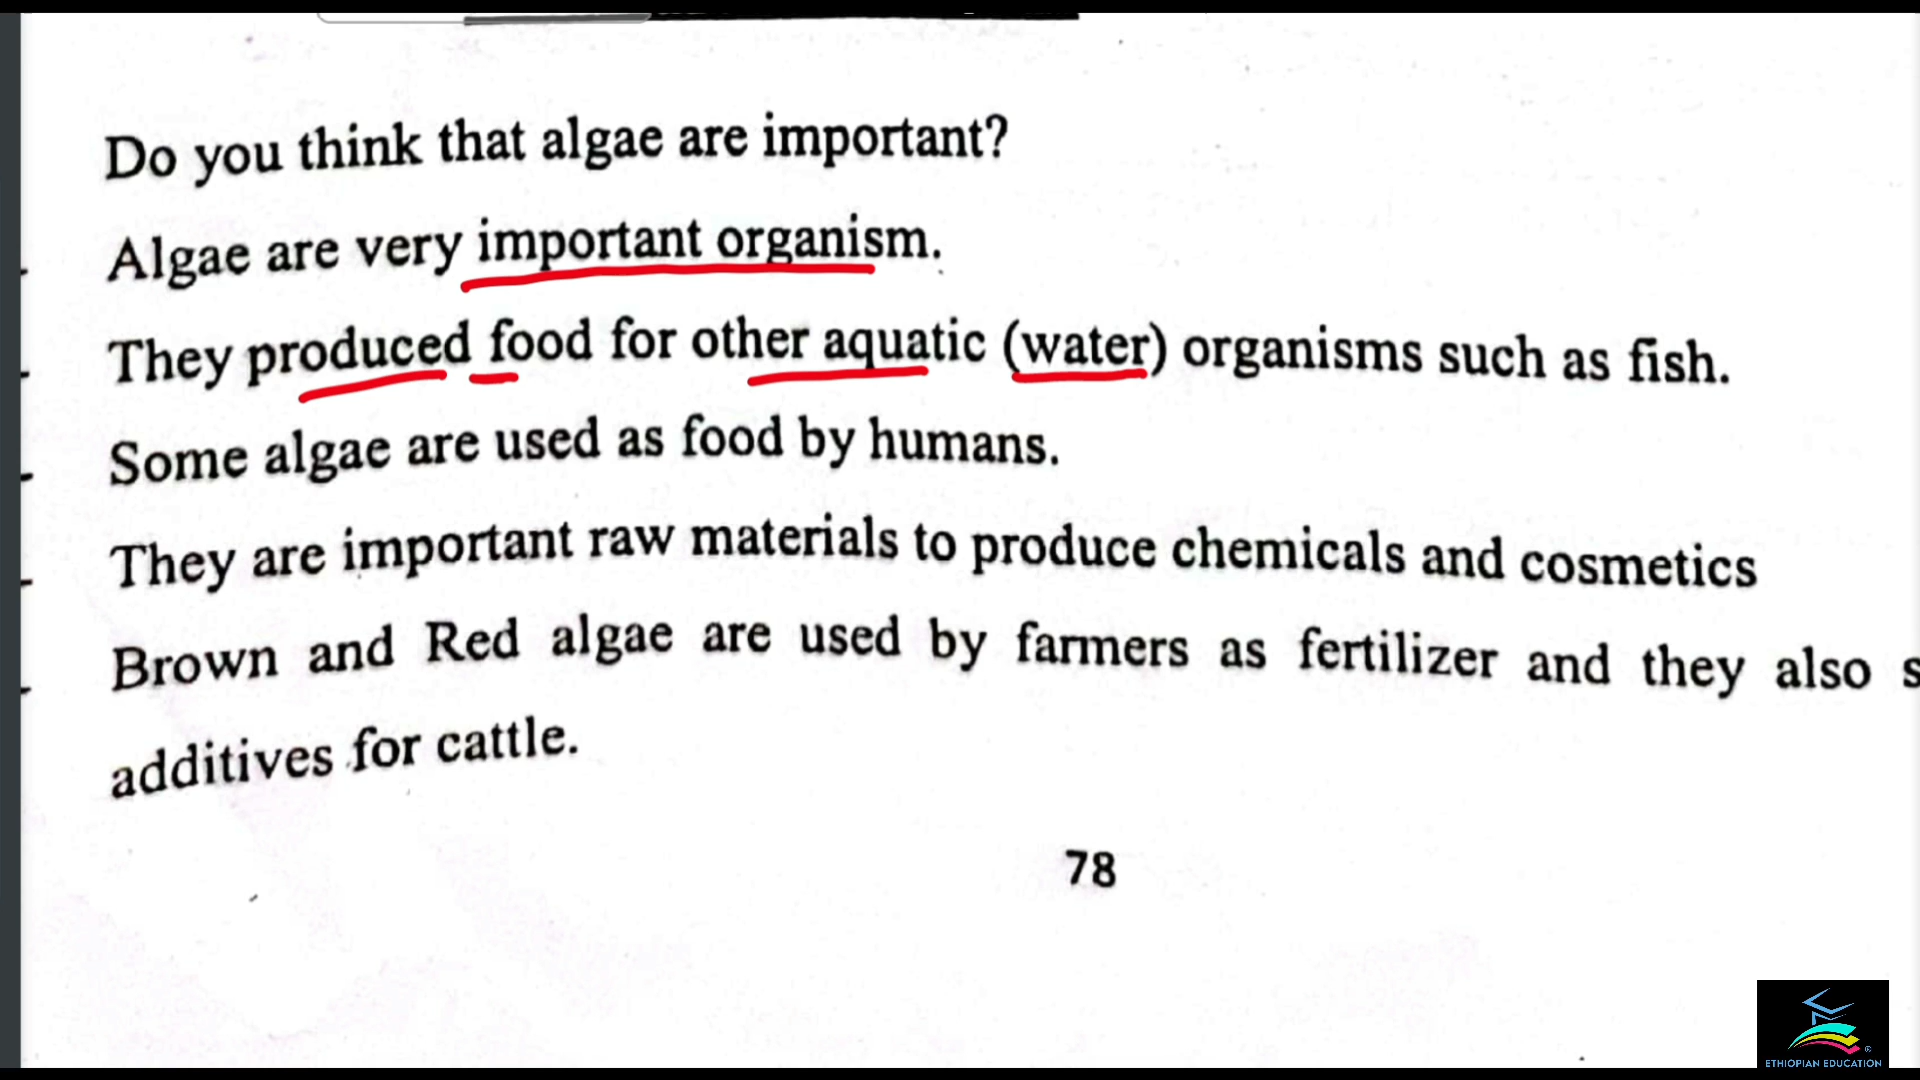 Do you think that algae are important?
- Algae are very important organism.
- They produced food for other aquatic (water) organisms such as fish.
- Some algae are used as food by humans.
- They are important raw materials to produce chemicals and cosmetics
- Brown and Red algae are used by farmers as fertilizer and they also
additives for cattle.
78
ETHIOPIAN EDUCATION